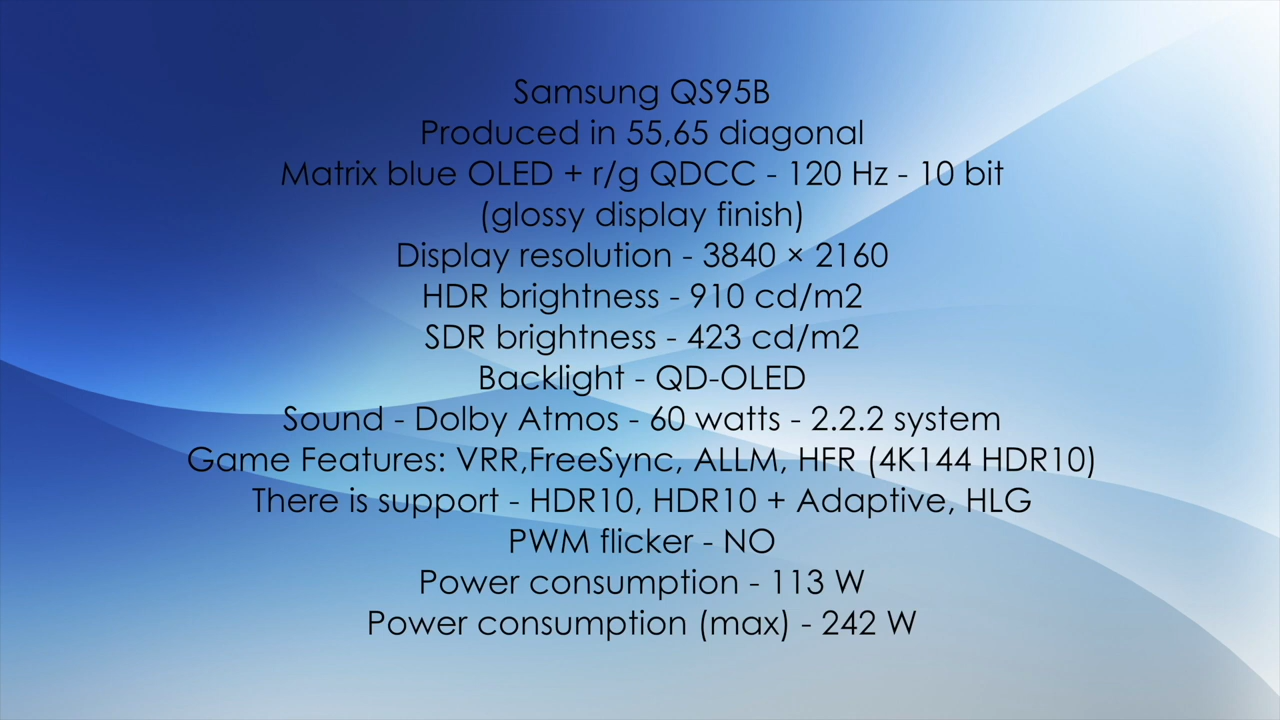 Samsung QS95B
Produced in 55,65 diagonal
Matrix blue OLED + r/g QDCC - 120 Hz - 10 bit
(glossy display finish)
Display resolution - 3840 × 2160
HDR brightness - 910 cd/m2
SDR brightness - 423 cd/m2
Backlight - QD-OLED
Sound - Dolby Atmos - 60 watts - 2.2.2 system
Game Features: VRR,FreeSync, ALLM, HFR (4K144 HDR10)
There is support - HDR10, HDR10 + Adaptive, HLG
PWM flicker - NO
Power consumption - 113 W
Power consumption (max) - 242 W